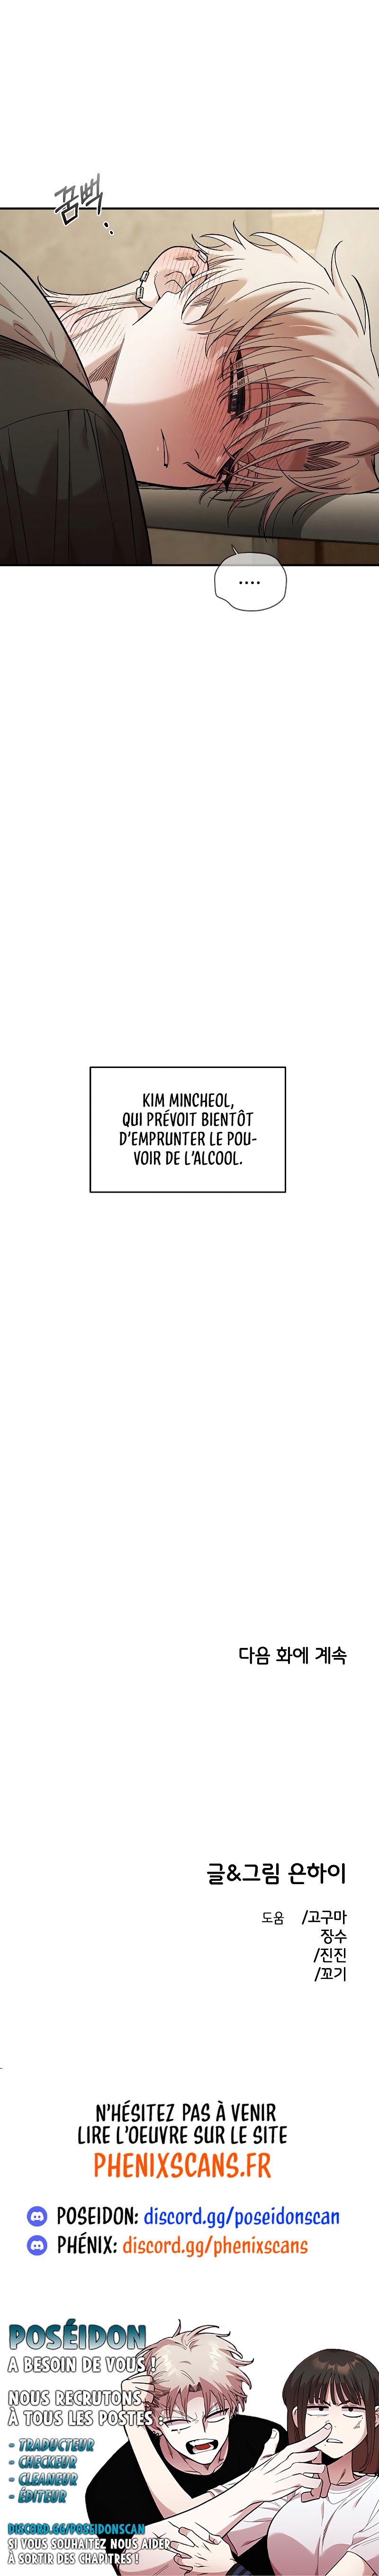 꿈뻑
....
KIM MINCHEOL,
QUI PRÉVOIT BIENTÔT
D'EMPRUNTER LE POU-
VOIR DE L'ALCOOL.
다음 화에 계속
글&그림 은하이
도움 /고구마
징수
/진진
/꼬기
N'HÉSITEZ PAS À VENIR
LIRE L'OEUVRE SUR LE SITE
PHENIXSCANS.FR
POSEIDON: discord.gg/poseidonscan
PHÉNIX: discord.gg/phenixscans
POSÉIDON
A BESOIN DE VOUS !
NOUS RECRUTONS
À TOUS LES POSTES :
- TRADUCTEUR
- CHECKEUR
- CLEANEUR
- ÉDITEUR
DISCORD.GG/POSEIDONSCAN
SI VOUS SOUHAITEZ NOUS AIDER
À SORTIR DES CHAPITRES !